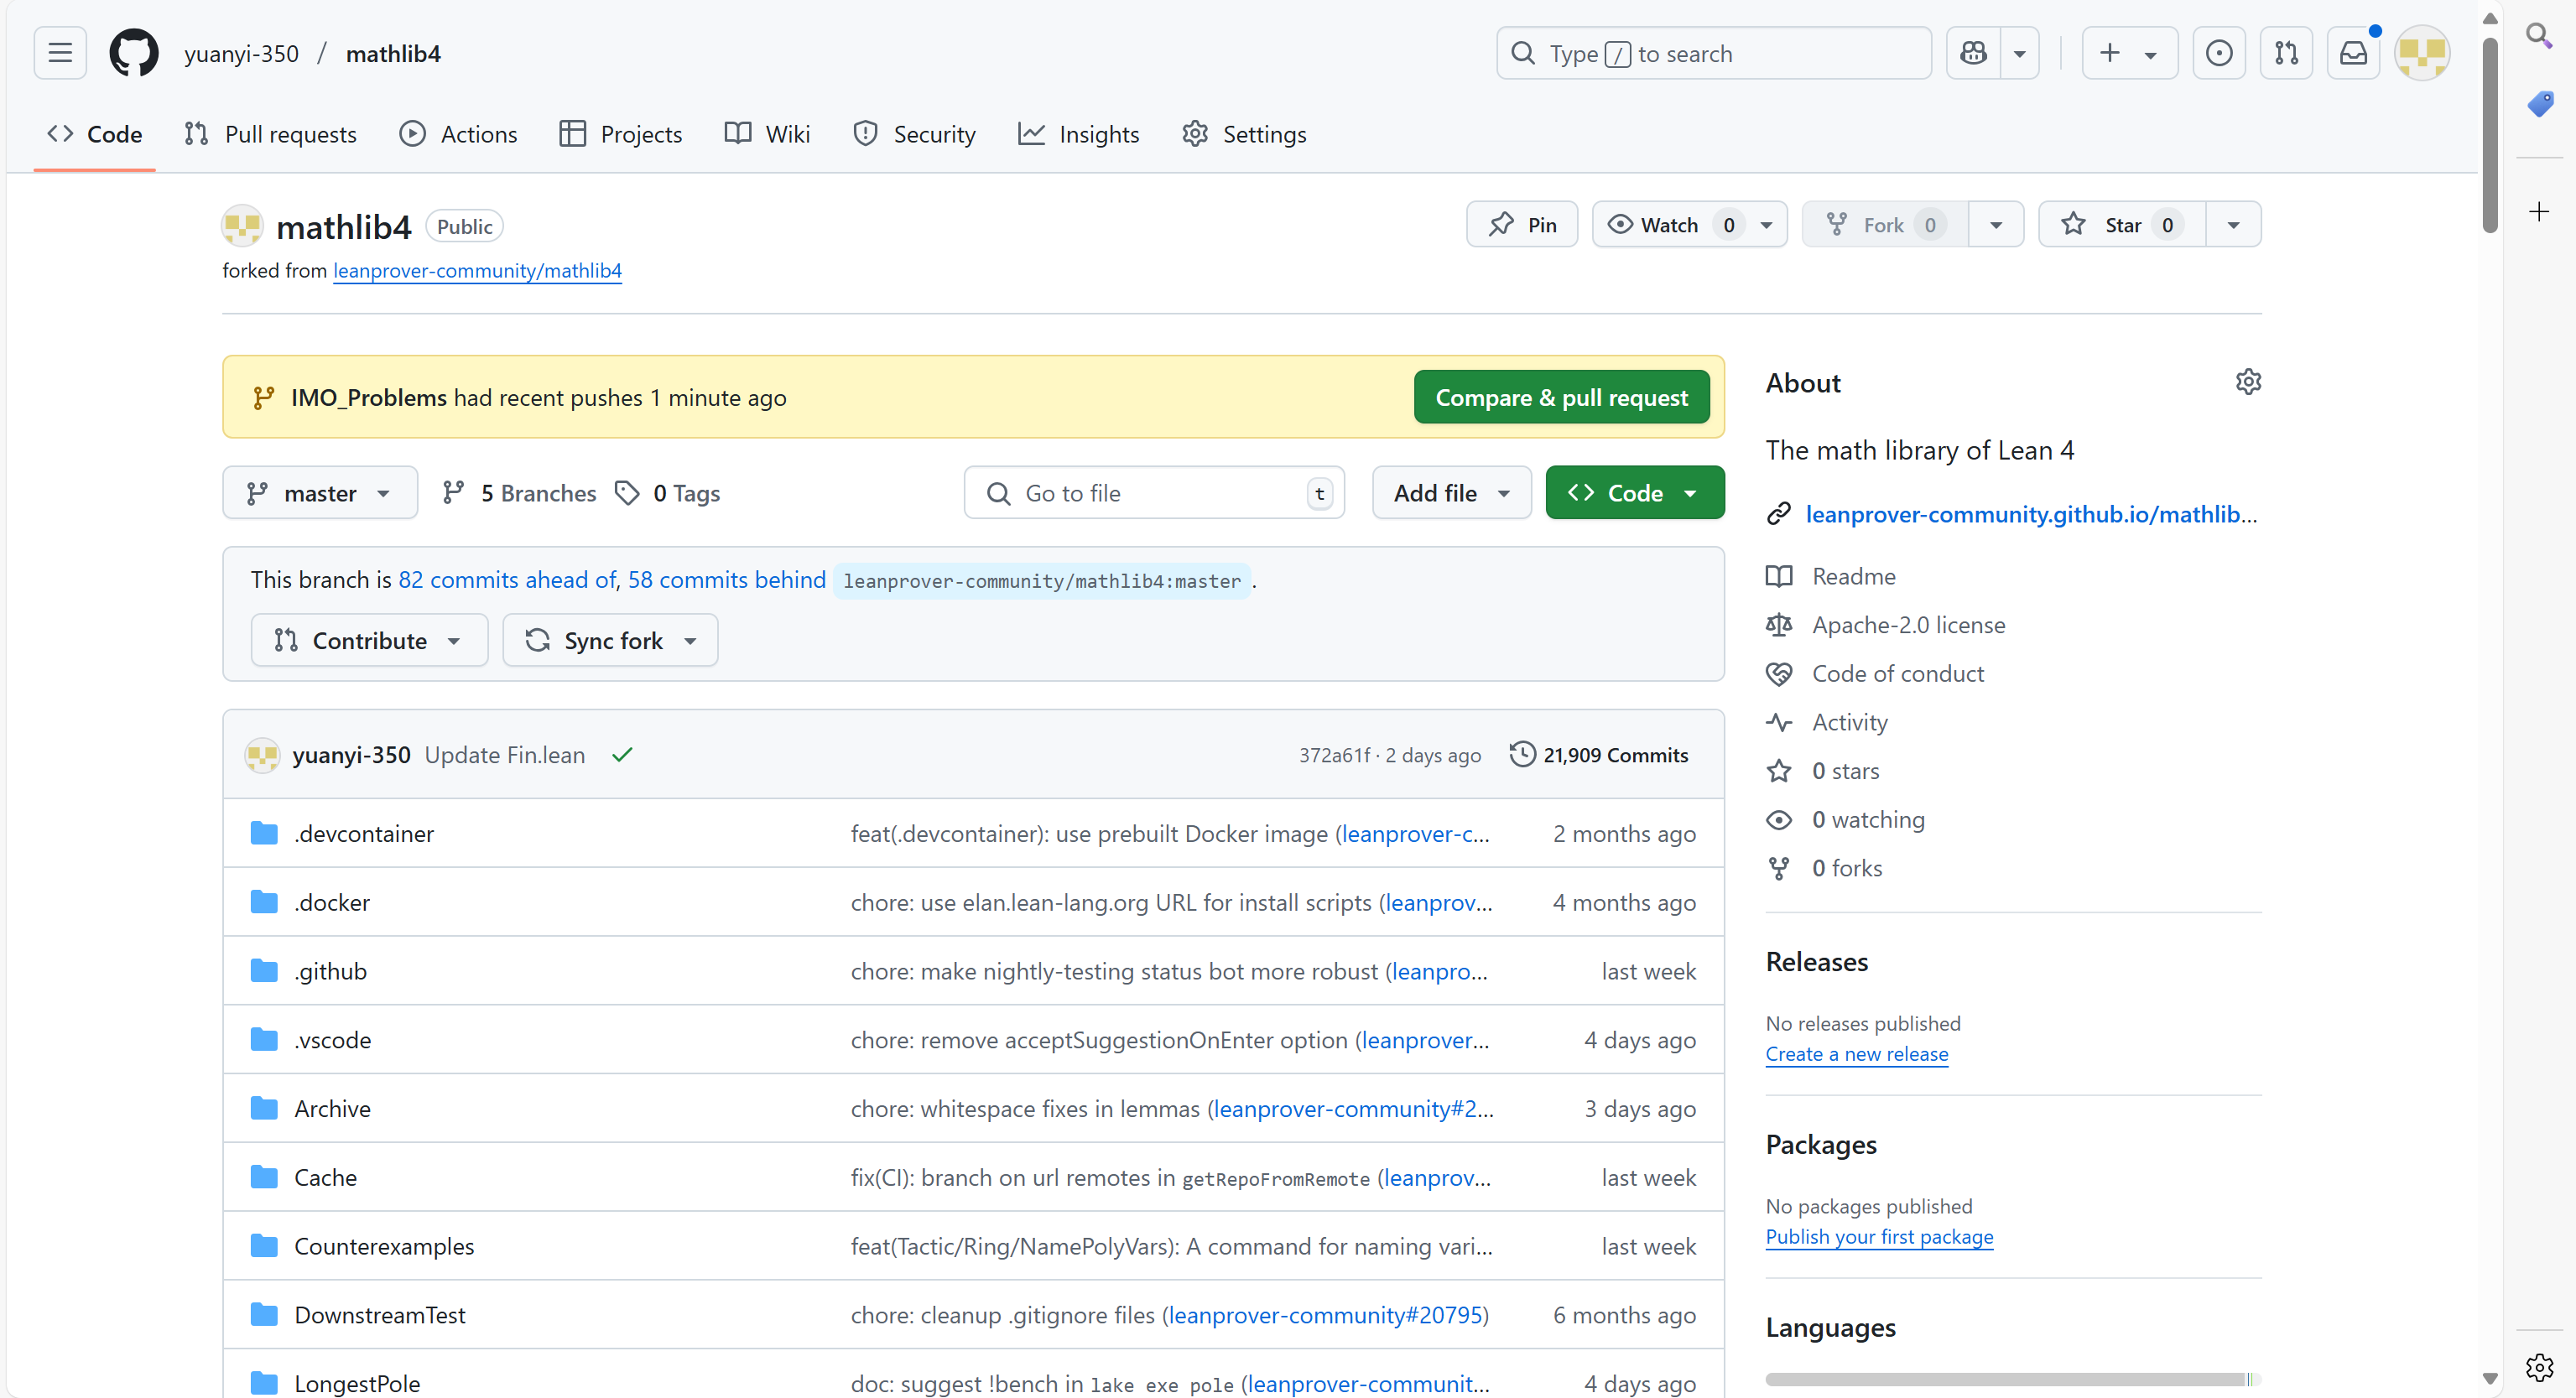 yuanyi-350 / mathlib4
Type / to search
Code
Pull requests
Actions
Projects
Wiki
Security
Insights
Settings
mathlib4 Public
Pin
Watch 0
Fork 0
Star 0
forked from leanprover-community/mathlib4
IMO_Problems had recent pushes 1 minute ago
Compare & pull request
master
5 Branches
0 Tags
Go to file
t
Add file
Code
This branch is 82 commits ahead of, 58 commits behind leanprover-community/mathlib4:master .
Contribute
Sync fork
yuanyi-350 Update Fin.lean
372a61f · 2 days ago
21,909 Commits
.devcontainer feat(.devcontainer): use prebuilt Docker image (leanprover-c... 2 months ago
.docker chore: use elan.lean-lang.org URL for install scripts (leanprov... 4 months ago
.github chore: make nightly-testing status bot more robust (leanpro... last week
.vscode chore: remove acceptSuggestionOnEnter option (leanprover... 4 days ago
Archive chore: whitespace fixes in lemmas (leanprover-community#2... 3 days ago
Cache fix(CI): branch on url remotes in getRepoFromRemote (leanprov... last week
Counterexamples feat(Tactic/Ring/NamePolyVars): A command for naming vari... last week
DownstreamTest chore: cleanup .gitignore files (leanprover-community#20795) 6 months ago
LongestPole doc: suggest !bench in lake exe pole (leanprover-communit... 4 days ago
About
The math library of Lean 4
leanprover-community.github.io/mathlib...
Readme
Apache-2.0 license
Code of conduct
Activity
0 stars
0 watching
0 forks
Releases
No releases published
Create a new release
Packages
No packages published
Publish your first package
Languages